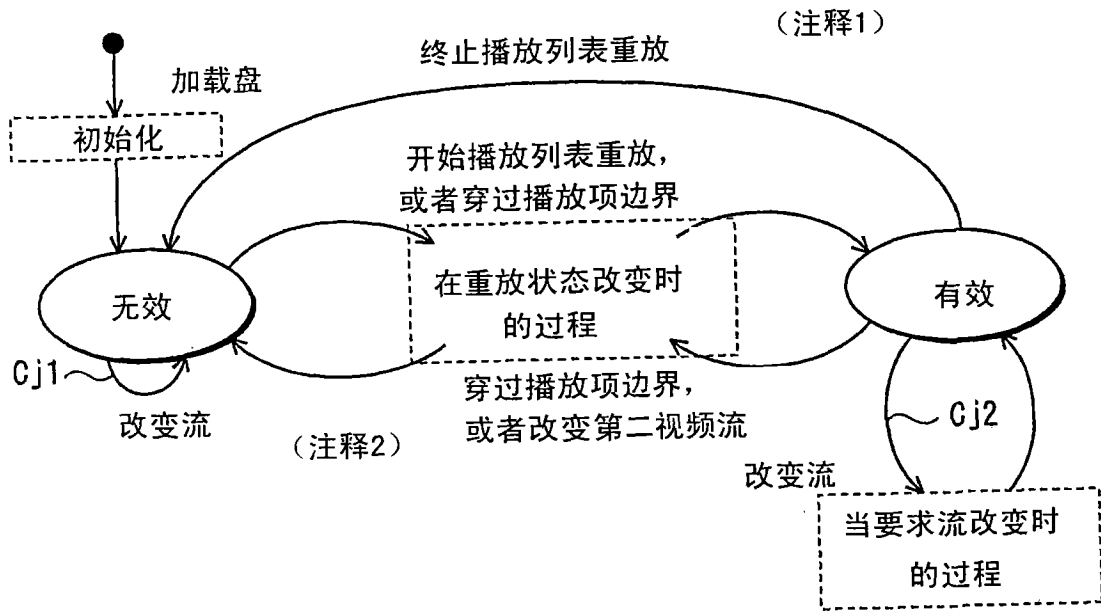 （注释1）
终止播放列表重放
加载盘
初始化
开始播放列表重放，
或者穿过播放项边界
无效
在重放状态改变时
的过程
有效
Cj1
改变流
（注释2）
穿过播放项边界，
或者改变第二视频流
Cj2
改变流
当要求流改变时
的过程